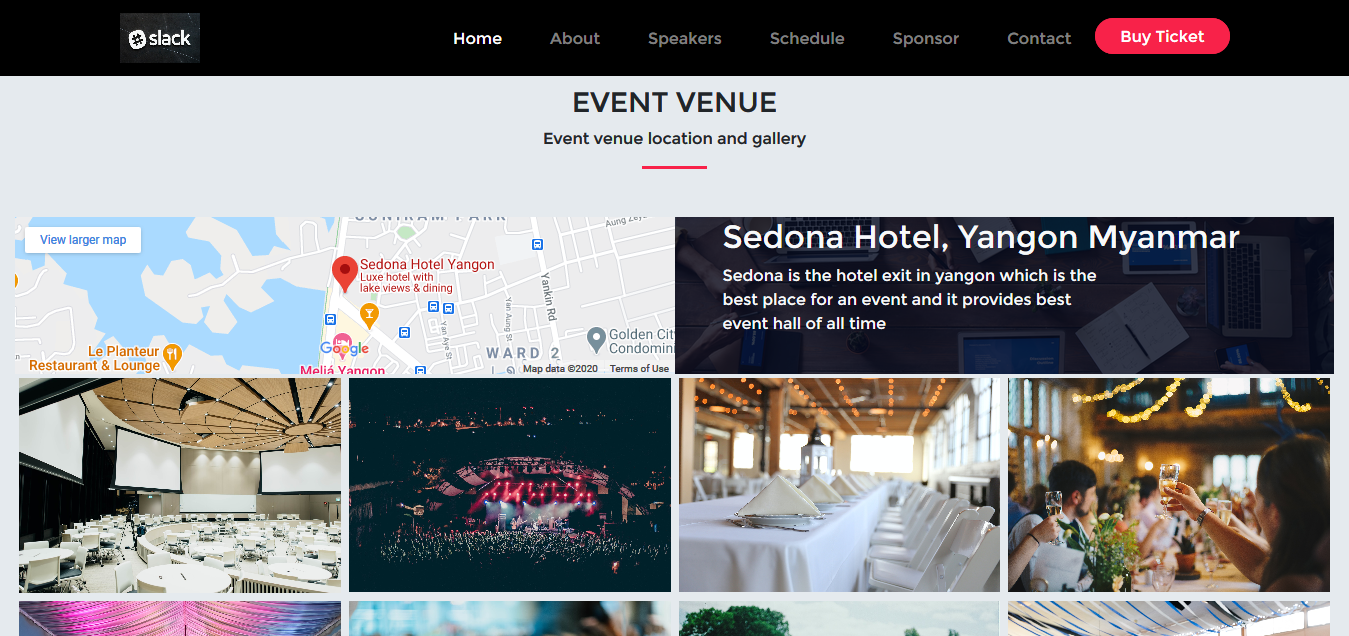 slack
Home
About
Speakers
Schedule
Sponsor
Contact
Buy Ticket
EVENT VENUE
Event venue location and gallery
View larger map
Sedona Hotel Yangon
Luxe hotel with
lake views & dining
Yankin Rd
Yan Aung St
Yan Aye St
Golden City
Condomini
WARD 2
Le Planteur
Restaurant & Lounge
Google
Meliá Yangon
Map data ©2020
Terms of Use
Sedona Hotel, Yangon Myanmar
Sedona is the hotel exit in yangon which is the
best place for an event and it provides best
event hall of all time